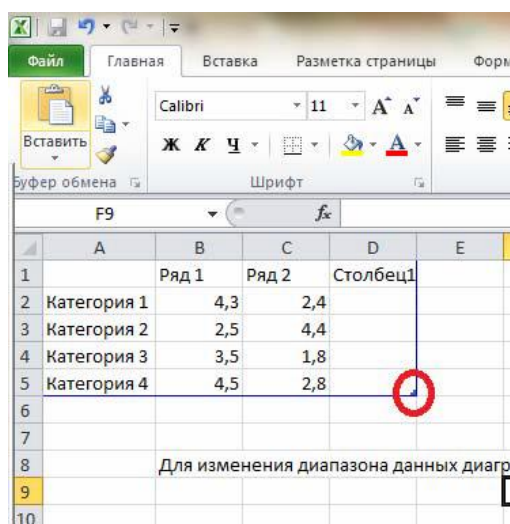 Файл Главная Вставка Разметка страницы
Calibri 11 A A
Вставить Ж К Ч A
Буфер обмена Шрифт
F9 fx
A B C D E
1 Ряд 1 Ряд 2 Столбец1
2 Категория 1 4,3 2,4
3 Категория 2 2,5 4,4
4 Категория 3 3,5 1,8
5 Категория 4 4,5 2,8
6
7
8 Для изменения диапазона данных
9
10